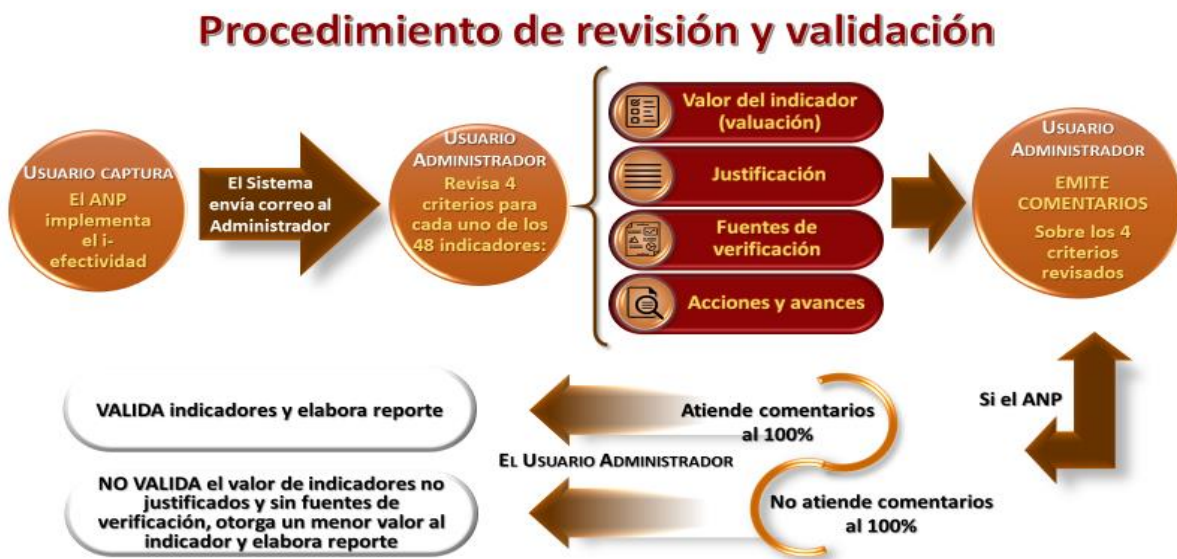 Procedimiento de revisión y validación
USUARIO CAPTURA
El ANP
implementa
el i-
efectividad
El Sistema
envía correo al
Administrador
USUARIO
ADMINISTRADOR
Revisa 4
criterios para
cada uno de los
48 indicadores:
Valor del indicador
(valuación)
Justificación
Fuentes de
verificación
Acciones y avances
USUARIO
ADMINISTRADOR
EMITE
COMENTARIOS
Sobre los 4
criterios
revisados
Si el ANP
Atiende comentarios
al 100%
No atiende comentarios
al 100%
EL USUARIO ADMINISTRADOR
VALIDA indicadores y elabora reporte
NO VALIDA el valor de indicadores no
justificados y sin fuentes de
verificación, otorga un menor valor al
indicador y elabora reporte